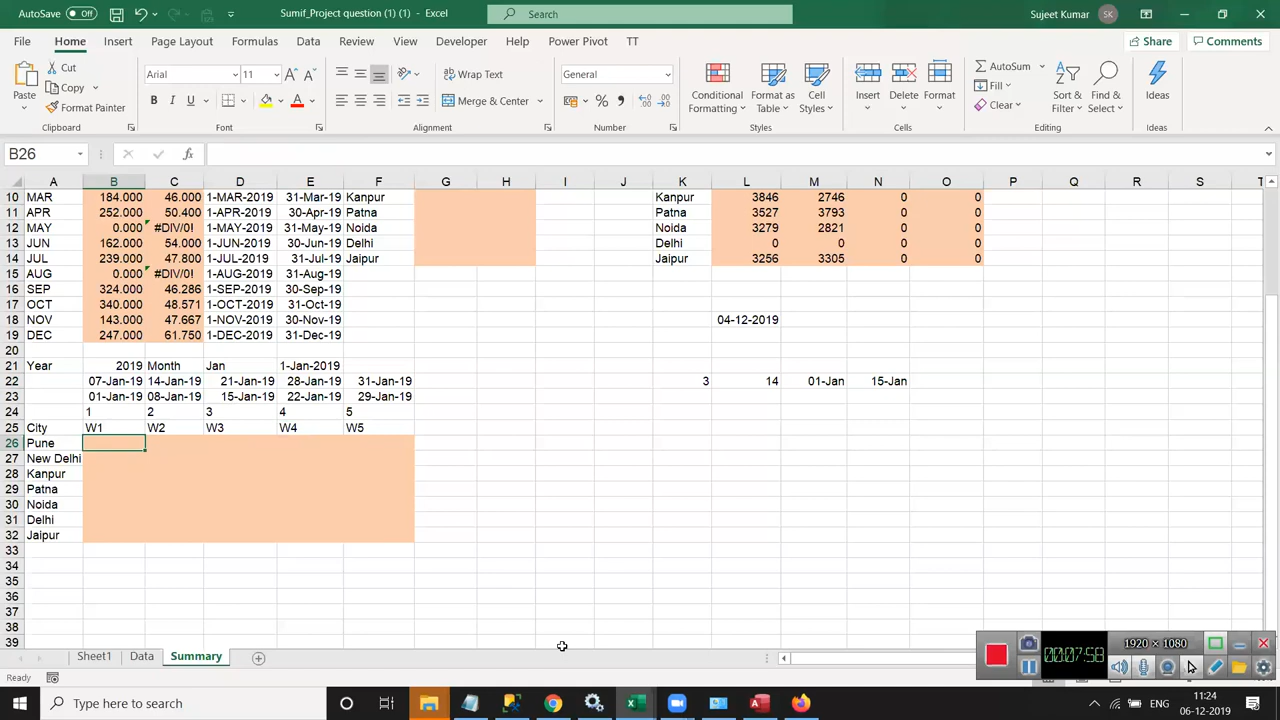 AutoSave Off Sumif_Project question (1) (1) - Excel Search Sujeet Kumar SK
File Home Insert Page Layout Formulas Data Review View Developer Help Power Pivot TT Share Comments
Paste Cut Copy Format Painter Clipboard
Arial 11 B I U Font
Wrap Text Merge & Center Alignment
General % Number
Conditional Formatting Format as Table Cell Styles Styles
Insert Delete Format Cells
AutoSum Fill Clear Sort & Filter Find & Select Editing
Ideas Ideas
B26 fx
A B C D E F G H I J K L M N O P Q R S T
10 MAR 184.000 46.000 1-MAR-2019 31-Mar-19 Kanpur Kanpur 3846 2746 0 0
11 APR 252.000 50.400 1-APR-2019 30-Apr-19 Patna Patna 3527 3793 0 0
12 MAY 0.000 #DIV/0! 1-MAY-2019 31-May-19 Noida Noida 3279 2821 0 0
13 JUN 162.000 54.000 1-JUN-2019 30-Jun-19 Delhi Delhi 0 0 0 0
14 JUL 239.000 47.800 1-JUL-2019 31-Jul-19 Jaipur Jaipur 3256 3305 0 0
15 AUG 0.000 #DIV/0! 1-AUG-2019 31-Aug-19
16 SEP 324.000 46.286 1-SEP-2019 30-Sep-19
17 OCT 340.000 48.571 1-OCT-2019 31-Oct-19
18 NOV 143.000 47.667 1-NOV-2019 30-Nov-19 04-12-2019
19 DEC 247.000 61.750 1-DEC-2019 31-Dec-19
20
21 Year 2019 Month Jan 1-Jan-2019
22 07-Jan-19 14-Jan-19 21-Jan-19 28-Jan-19 31-Jan-19 3 14 01-Jan 15-Jan
23 01-Jan-19 08-Jan-19 15-Jan-19 22-Jan-19 29-Jan-19
24 1 2 3 4 5
25 City W1 W2 W3 W4 W5
26 Pune
27 New Delhi
28 Kanpur
29 Patna
30 Noida
31 Delhi
32 Jaipur
33
34
35
36
37
38
39
00:07:58 1920 × 1080
Sheet1 Data Summary
Ready
Type here to search ENG 11:24
06-12-2019